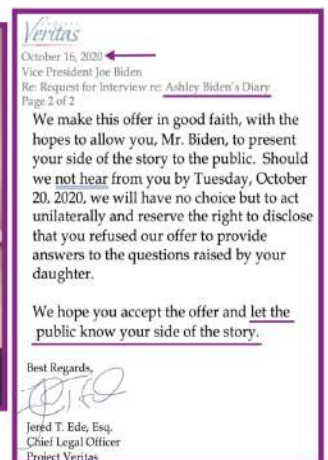 PROJECT
Veritas
October 16, 2020
Vice President Joe Biden
Re: Request for Interview re: Ashley Biden's Diary
Page 2 of 2
We make this offer in good faith, with the
hopes to allow you, Mr. Biden, to present
your side of the story to the public. Should
we not hear from you by Tuesday, October
20, 2020, we will have no choice but to act
unilaterally and reserve the right to disclose
that you refused our offer to provide
answers to the questions raised by your
daughter.
We hope you accept the offer and let the
public know your side of the story.
Best Regards,
Jered T. Ede, Esq.
Chief Legal Officer
Project Veritas